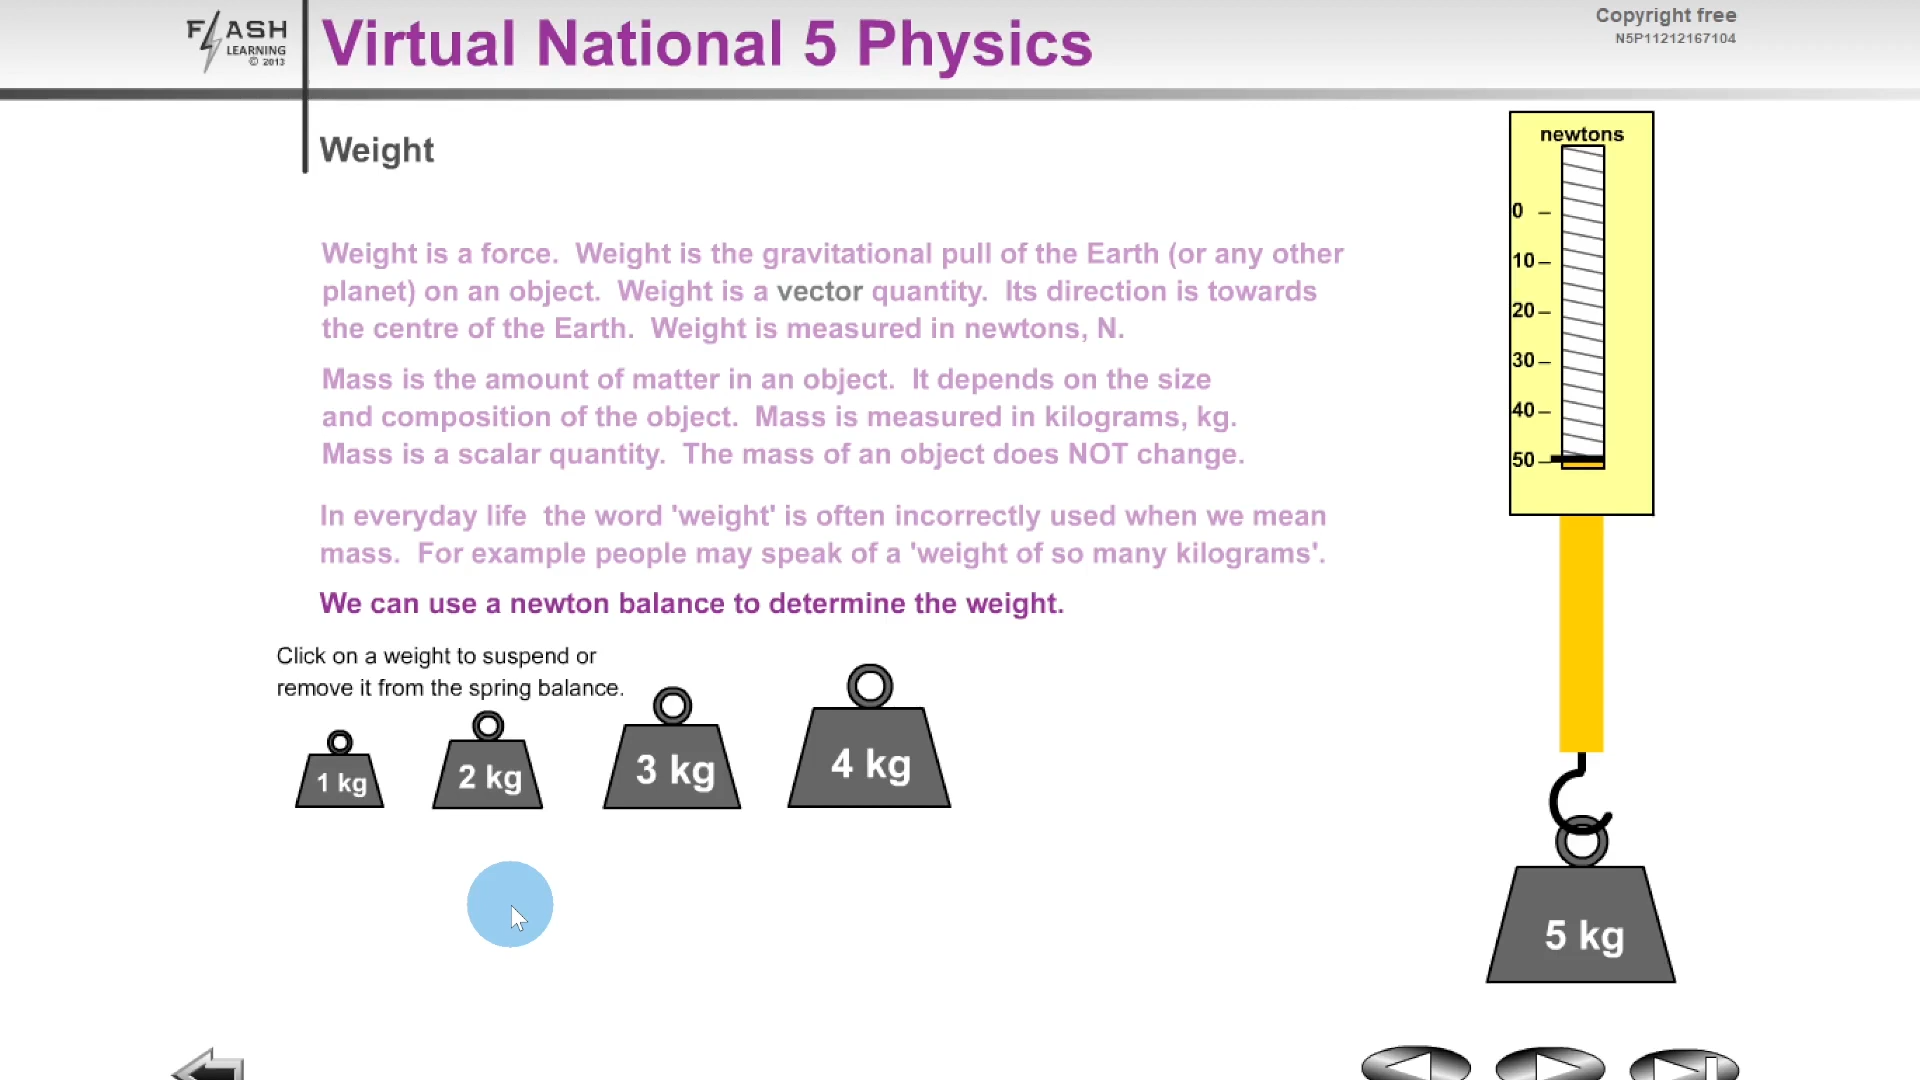 FLASH
LEARNING
© 2013
Virtual National 5 Physics
Copyright free
N5P11212167104
Weight
Weight is a force.  Weight is the gravitational pull of the Earth (or any other
planet) on an object.  Weight is a vector quantity.  Its direction is towards
the centre of the Earth.  Weight is measured in newtons, N.
Mass is the amount of matter in an object.  It depends on the size
and composition of the object.  Mass is measured in kilograms, kg.
Mass is a scalar quantity.  The mass of an object does NOT change.
In everyday life  the word 'weight' is often incorrectly used when we mean
mass.  For example people may speak of a 'weight of so many kilograms'.
We can use a newton balance to determine the weight.
Click on a weight to suspend or
remove it from the spring balance.
1 kg
2 kg
3 kg
4 kg
newtons
0
10
20
30
40
50
5 kg